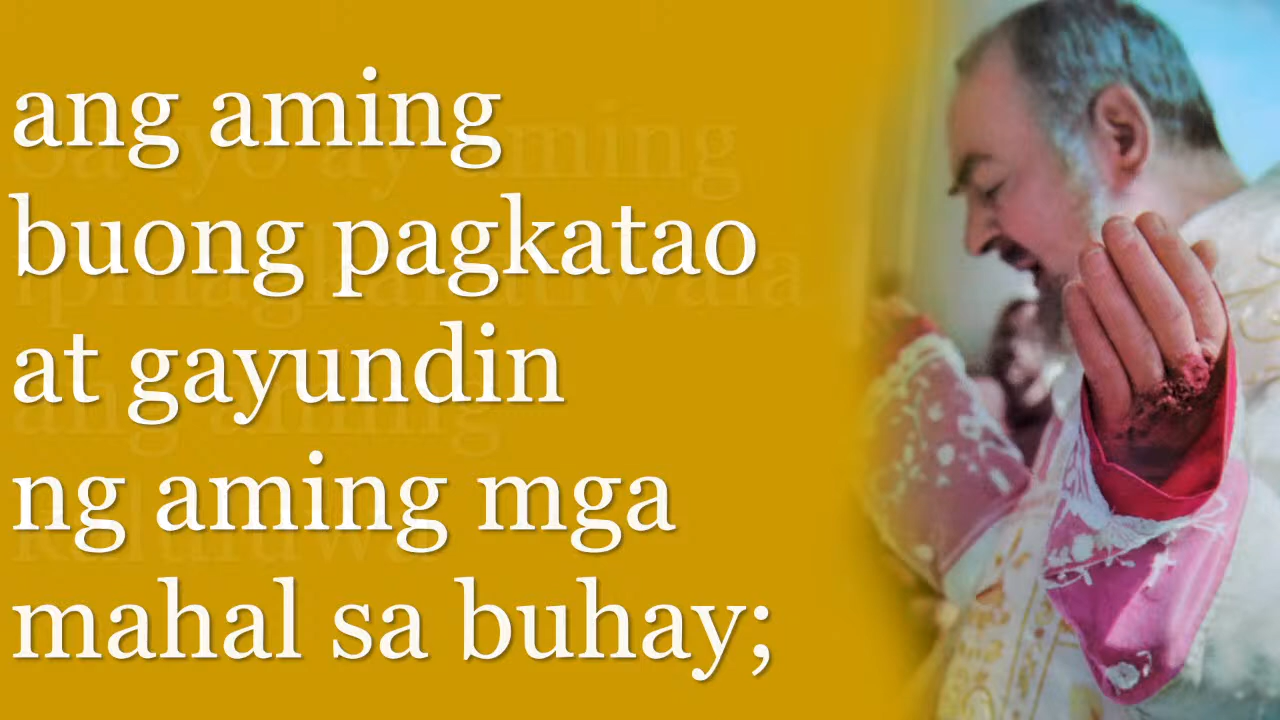 ang aming
buong pagkatao
at gayundin
ng aming mga
mahal sa buhay;